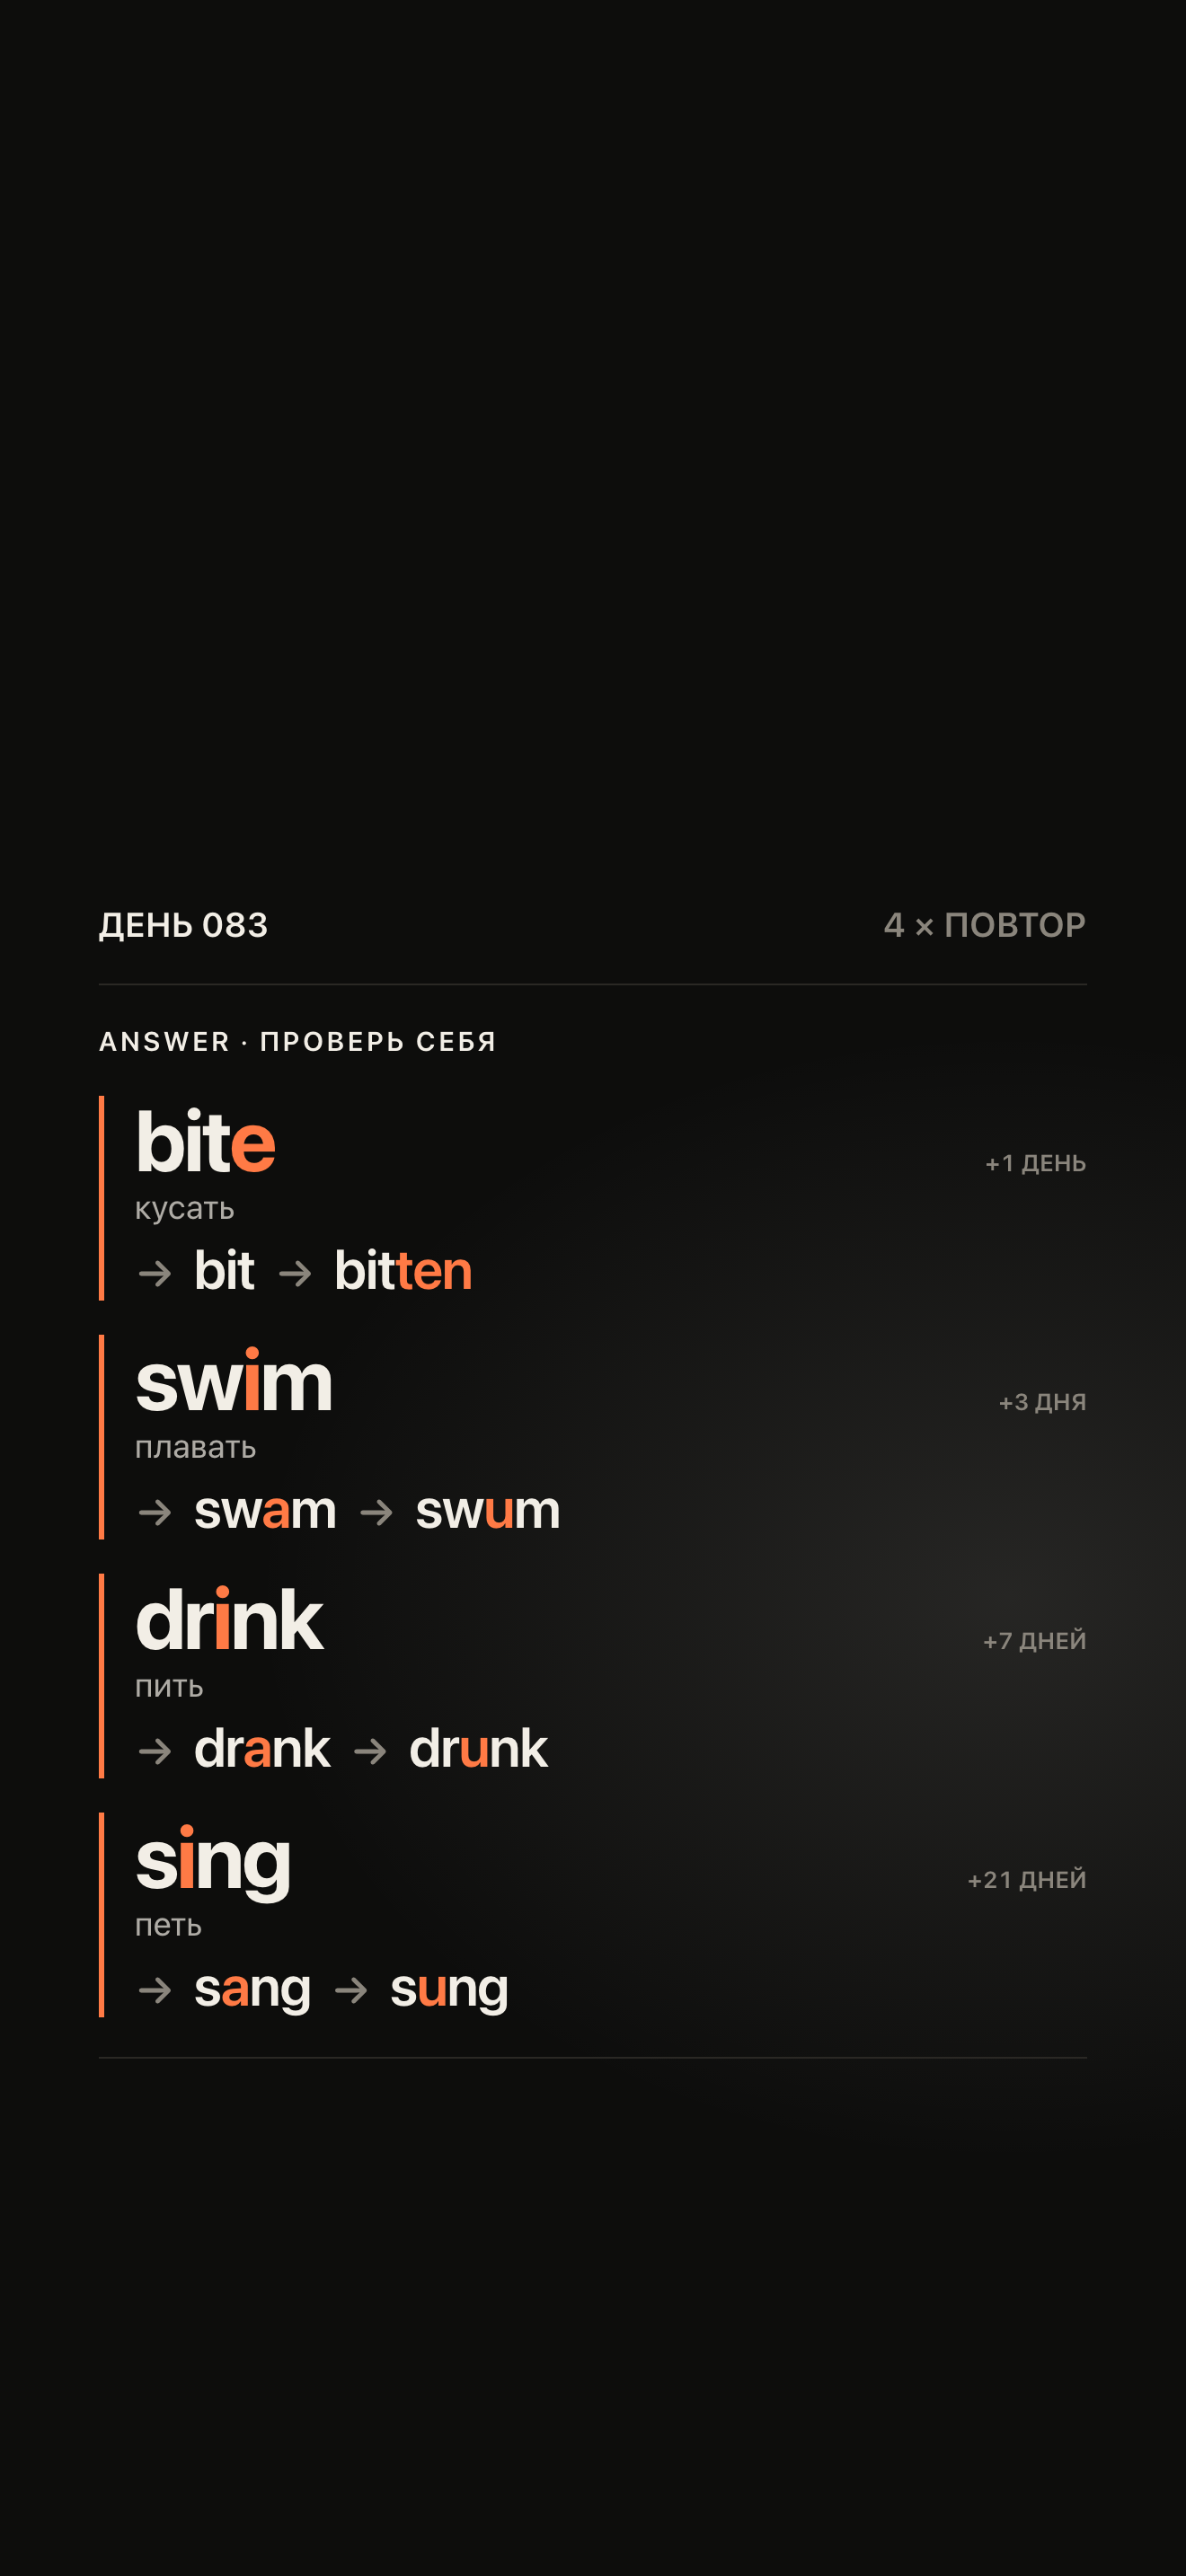 ДЕНЬ 083
4 × ПОВТОР
ANSWER · ПРОВЕРЬ СЕБЯ
bite
+1 ДЕНЬ
кусать
→ bit → bitten
swim
+3 ДНЯ
плавать
→ swam → swum
drink
+7 ДНЕЙ
пить
→ drank → drunk
sing
+21 ДНЕЙ
петь
→ sang → sung